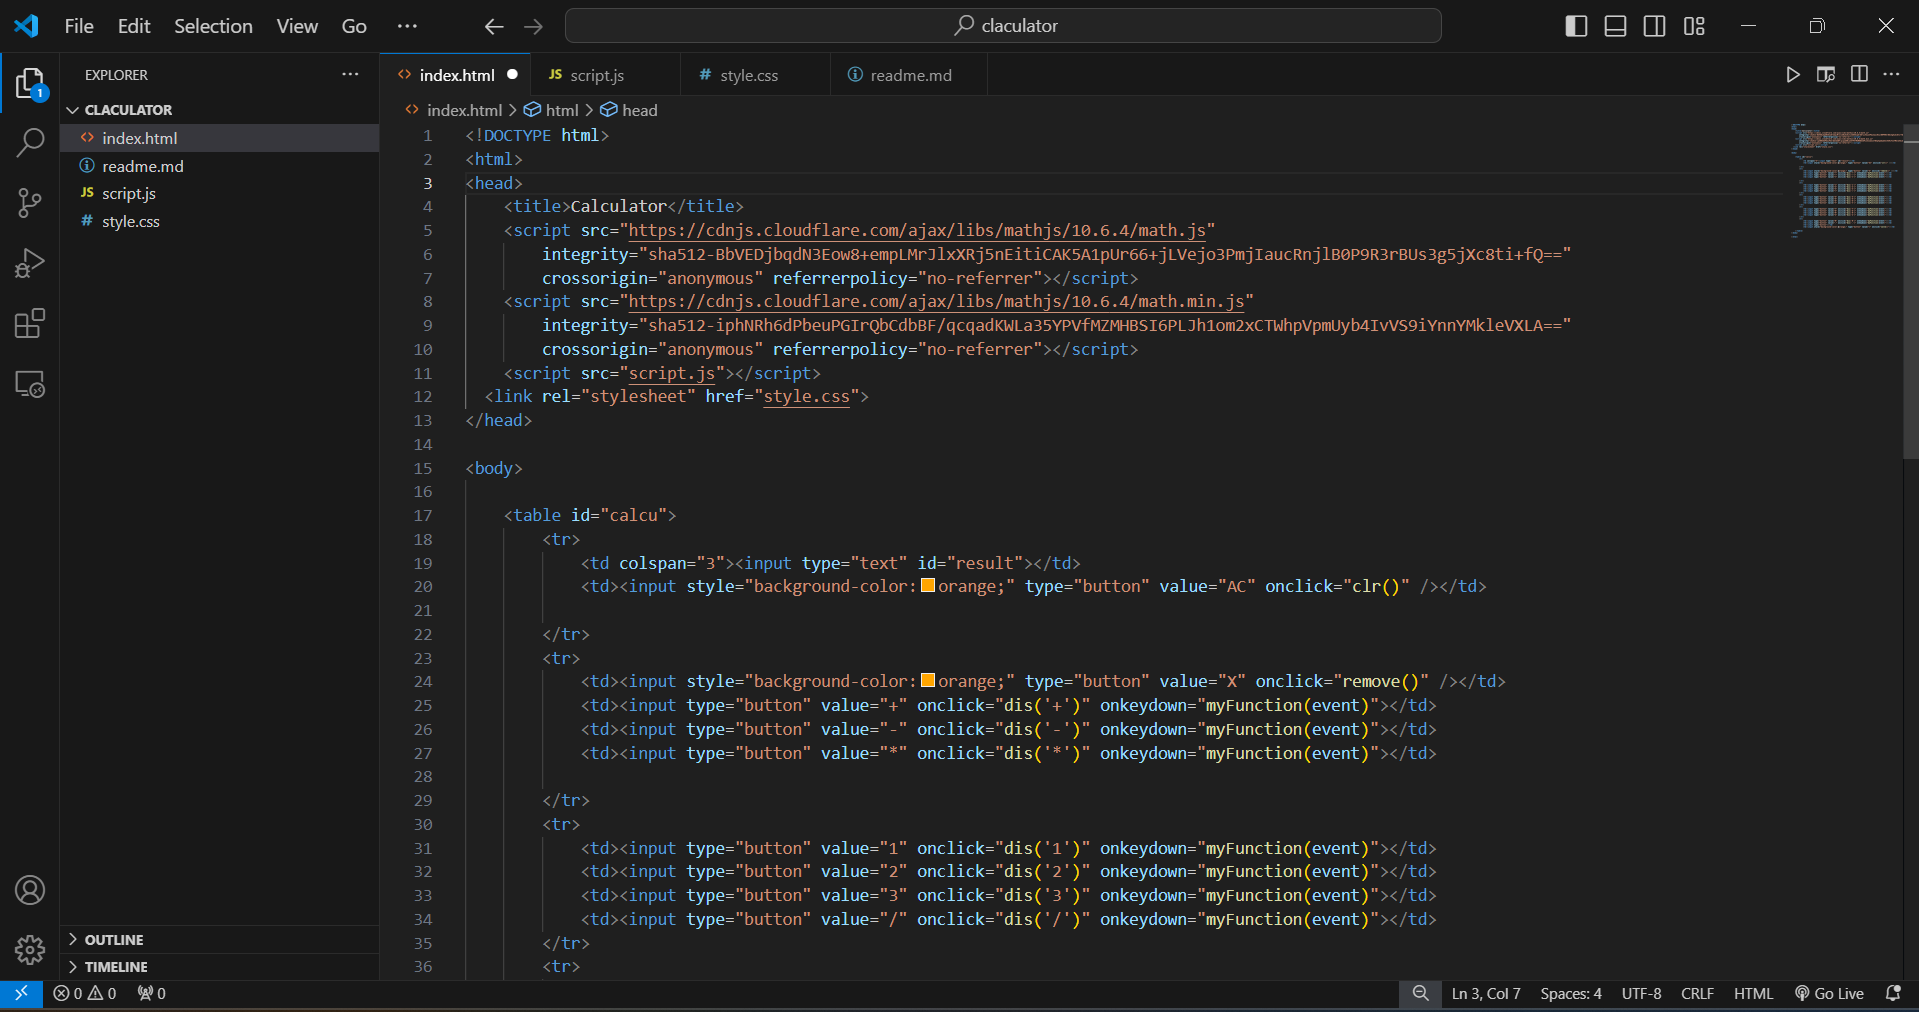 File Edit Selection View Go ···
claculator
EXPLORER
CLACULATOR
index.html
readme.md
JS script.js
# style.css
OUTLINE
TIMELINE
1
<> index.html
JS script.js
# style.css
readme.md
<> index.html > html > head
1 <!DOCTYPE html>
2 <html>
3 <head>
4 <title>Calculator</title>
5 <script src="https://cdnjs.cloudflare.com/ajax/libs/mathjs/10.6.4/math.js"
6 integrity="sha512-BbVEDjbqdN3Eow8+empLMrJlxXRj5nEitiCAK5A1pUr66+jLVejo3PmjIaucRnjlB0P9R3rBUs3g5jXc8ti+fQ=="
7 crossorigin="anonymous" referrerpolicy="no-referrer"></script>
8 <script src="https://cdnjs.cloudflare.com/ajax/libs/mathjs/10.6.4/math.min.js"
9 integrity="sha512-iphNRh6dPbeuPGIrQbCdbBF/qcqadKWLa35YPVfMZMHBSI6PLJh1om2xCTWhpVpmUyb4IvVS9iYnnYMkleVXLA=="
10 crossorigin="anonymous" referrerpolicy="no-referrer"></script>
11 <script src="script.js"></script>
12 <link rel="stylesheet" href="style.css">
13 </head>
14
15 <body>
16
17 <table id="calcu">
18 <tr>
19 <td colspan="3"><input type="text" id="result"></td>
20 <td><input style="background-color:orange;" type="button" value="AC" onclick="clr()" /></td>
21
22 </tr>
23 <tr>
24 <td><input style="background-color:orange;" type="button" value="X" onclick="remove()" /></td>
25 <td><input type="button" value="+" onclick="dis('+')" onkeydown="myFunction(event)"></td>
26 <td><input type="button" value="-" onclick="dis('-')" onkeydown="myFunction(event)"></td>
27 <td><input type="button" value="*" onclick="dis('*')" onkeydown="myFunction(event)"></td>
28
29 </tr>
30 <tr>
31 <td><input type="button" value="1" onclick="dis('1')" onkeydown="myFunction(event)"></td>
32 <td><input type="button" value="2" onclick="dis('2')" onkeydown="myFunction(event)"></td>
33 <td><input type="button" value="3" onclick="dis('3')" onkeydown="myFunction(event)"></td>
34 <td><input type="button" value="/" onclick="dis('/')" onkeydown="myFunction(event)"></td>
35 </tr>
36 <tr>
0 0 0
Ln 3, Col 7 Spaces: 4 UTF-8 CRLF HTML Go Live